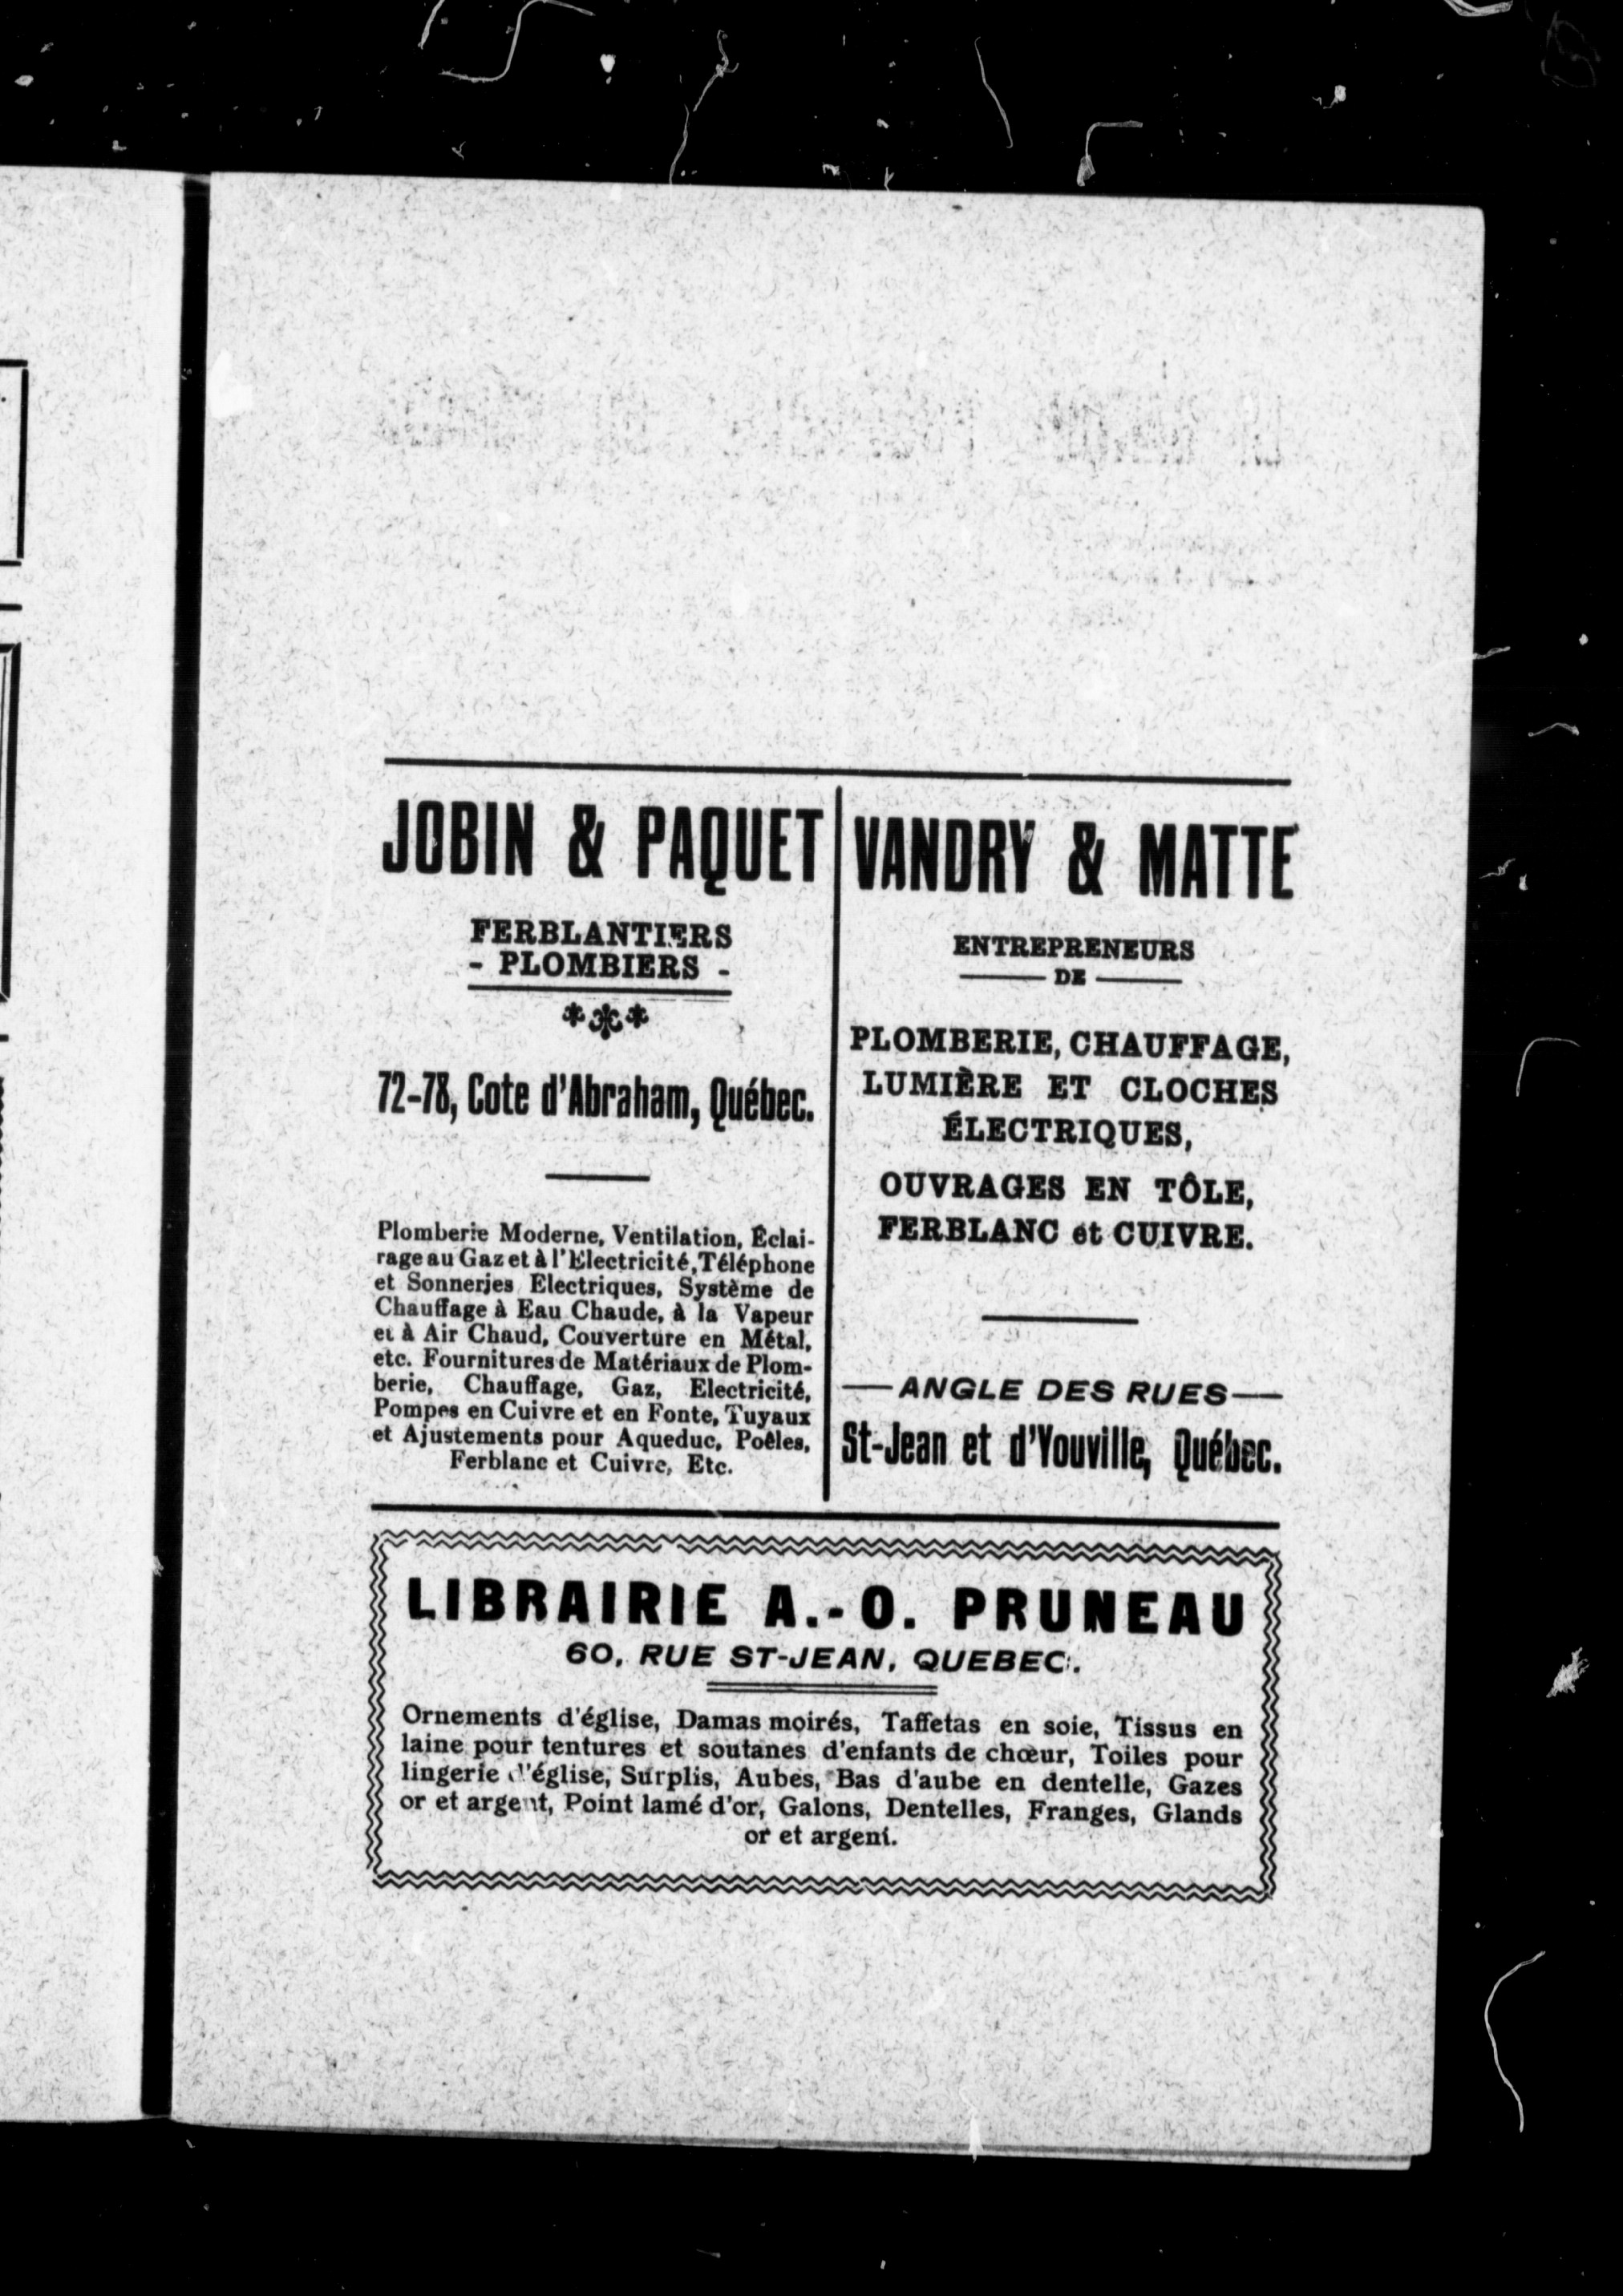 JOBIN & PAQUET
FERBLANTIERS
- PLOMBIERS -
72-78, Cote d'Abraham, Québec.
Plomberie Moderne, Ventilation, Éclai-
rage au Gaz et à l'Electricité, Téléphone
et Sonneries Electriques, Système de
Chauffage à Eau Chaude, à la Vapeur
et à Air Chaud, Couverture en Métal,
etc. Fournitures de Matériaux de Plom-
berie, Chauffage, Gaz, Electricité,
Pompes en Cuivre et en Fonte, Tuyaux
et Ajustements pour Aqueduc, Poêles,
Ferblanc et Cuivre, Etc.
VANDRY & MATTE
ENTREPRENEURS
DE
PLOMBERIE, CHAUFFAGE,
LUMIÈRE ET CLOCHES
ÉLECTRIQUES,
OUVRAGES EN TÔLE,
FERBLANC et CUIVRE.
—ANGLE DES RUES—
St-Jean et d'Youville, Québec.
LIBRAIRIE A.-O. PRUNEAU
60, RUE ST-JEAN, QUEBEC.
Ornements d'église, Damas moirés, Taffetas en soie, Tissus en
laine pour tentures et soutanes d'enfants de chœur, Toiles pour
lingerie d'église, Surplis, Aubes, Bas d'aube en dentelle, Gazes
or et argent, Point lamé d'or, Galons, Dentelles, Franges, Glands
or et argent.